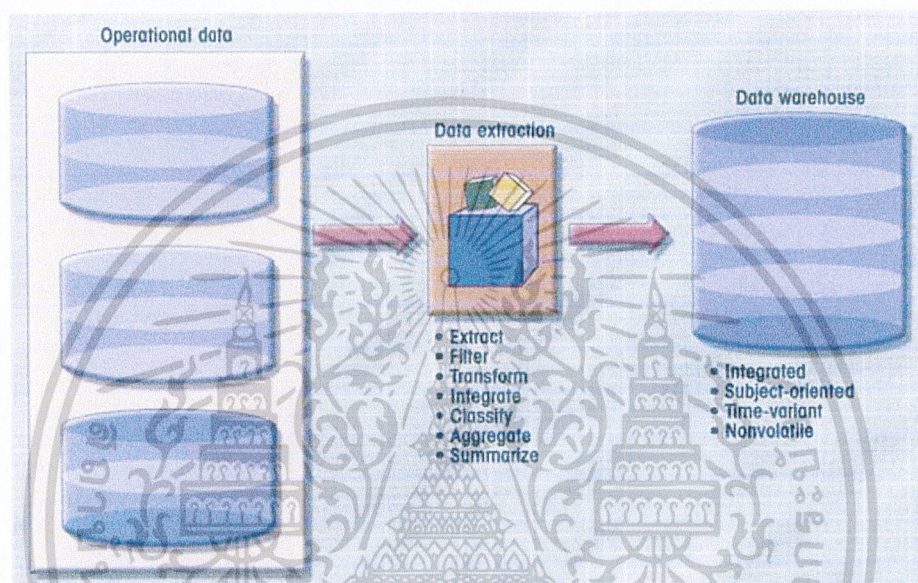 Operational data
Data extraction
• Extract
• Filter
• Transform
• Integrate
• Classify
• Aggregate
• Summarize
Data warehouse
• Integrated
• Subject-oriented
• Time-variant
• Nonvolatile